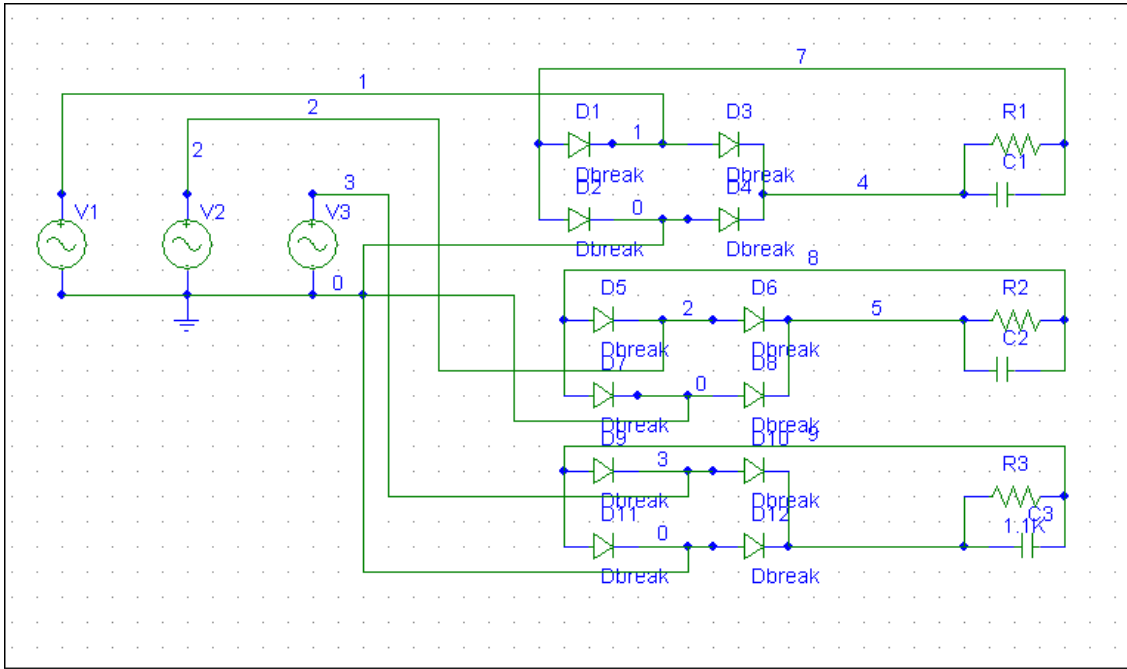 7
1
2
D1
1
D3
R1
2
Dbreak
Dbreak
C1
3
D2
D4
4
V1
V2
V3
0
Dbreak
Dbreak
8
0
D5
2
D6
5
R2
Dbreak
Dbreak
C2
D7
D8
0
Dbreak
Dbreak
9
D9
D10
3
R3
Dbreak
Dbreak
D11
D12
C3
0
1.1K
Dbreak
Dbreak